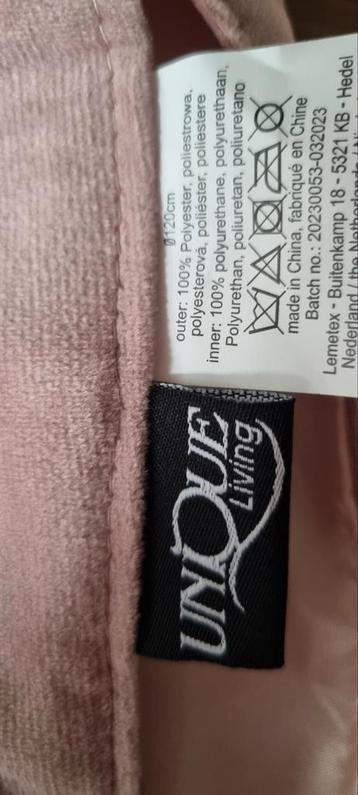 Ø120cm
outer: 100% Polyester, poliestrowa,
polyesterová, poliéster, poliestere
inner: 100% polyurethane, polyurethaan,
Polyurethan, poliuretan, poliuretano
made in China, fabriqué en Chine
Batch no.: 20230053-032023
Lemetex - Buitenkamp 18 - 5321 KB - Hedel
Nederland / the Netherlands /
UNIQUE
Living